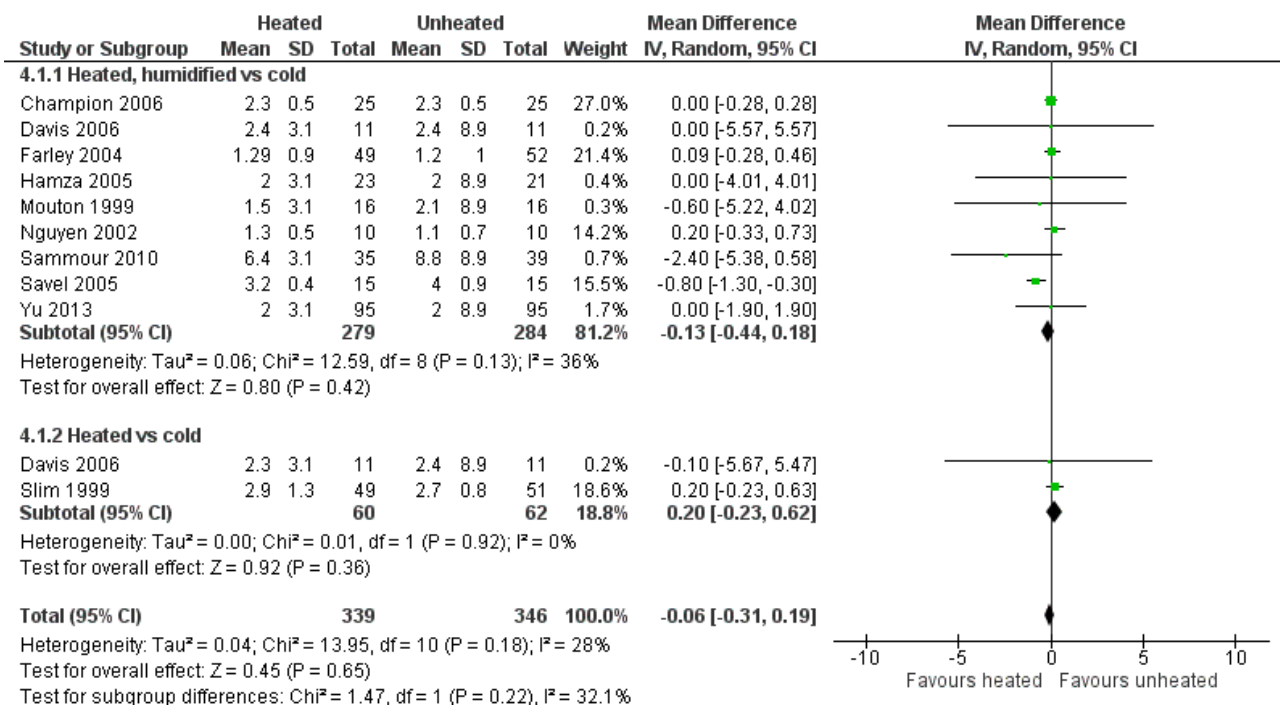 Heated Unheated Mean Difference Mean Difference
Study or Subgroup Mean SD Total Mean SD Total Weight IV, Random, 95% CI IV, Random, 95% CI
4.1.1 Heated, humidified vs cold
Champion 2006 2.3 0.5 25 2.3 0.5 25 27.0% 0.00 [-0.28, 0.28]
Davis 2006 2.4 3.1 11 2.4 8.9 11 0.2% 0.00 [-5.57, 5.57]
Farley 2004 1.29 0.9 49 1.2 1 52 21.4% 0.09 [-0.28, 0.46]
Hamza 2005 2 3.1 23 2 8.9 21 0.4% 0.00 [-4.01, 4.01]
Mouton 1999 1.5 3.1 16 2.1 8.9 16 0.3% -0.60 [-5.22, 4.02]
Nguyen 2002 1.3 0.5 10 1.1 0.7 10 14.2% 0.20 [-0.33, 0.73]
Sammour 2010 6.4 3.1 35 8.8 8.9 39 0.7% -2.40 [-5.38, 0.58]
Savel 2005 3.2 0.4 15 4 0.9 15 15.5% -0.80 [-1.30, -0.30]
Yu 2013 2 3.1 95 2 8.9 95 1.7% 0.00 [-1.90, 1.90]
Subtotal (95% CI) 279 284 81.2% -0.13 [-0.44, 0.18]
Heterogeneity: Tau² = 0.06; Chi² = 12.59, df = 8 (P = 0.13); I² = 36%
Test for overall effect: Z = 0.80 (P = 0.42)
4.1.2 Heated vs cold
Davis 2006 2.3 3.1 11 2.4 8.9 11 0.2% -0.10 [-5.67, 5.47]
Slim 1999 2.9 1.3 49 2.7 0.8 51 18.6% 0.20 [-0.23, 0.63]
Subtotal (95% CI) 60 62 18.8% 0.20 [-0.23, 0.62]
Heterogeneity: Tau² = 0.00; Chi² = 0.01, df = 1 (P = 0.92); I² = 0%
Test for overall effect: Z = 0.92 (P = 0.36)
Total (95% CI) 339 346 100.0% -0.06 [-0.31, 0.19]
Heterogeneity: Tau² = 0.04; Chi² = 13.95, df = 10 (P = 0.18); I² = 28%
Test for overall effect: Z = 0.45 (P = 0.65)
Test for subgroup differences: Chi² = 1.47, df = 1 (P = 0.22), I² = 32.1%
-10 -5 0 5 10
Favours heated Favours unheated